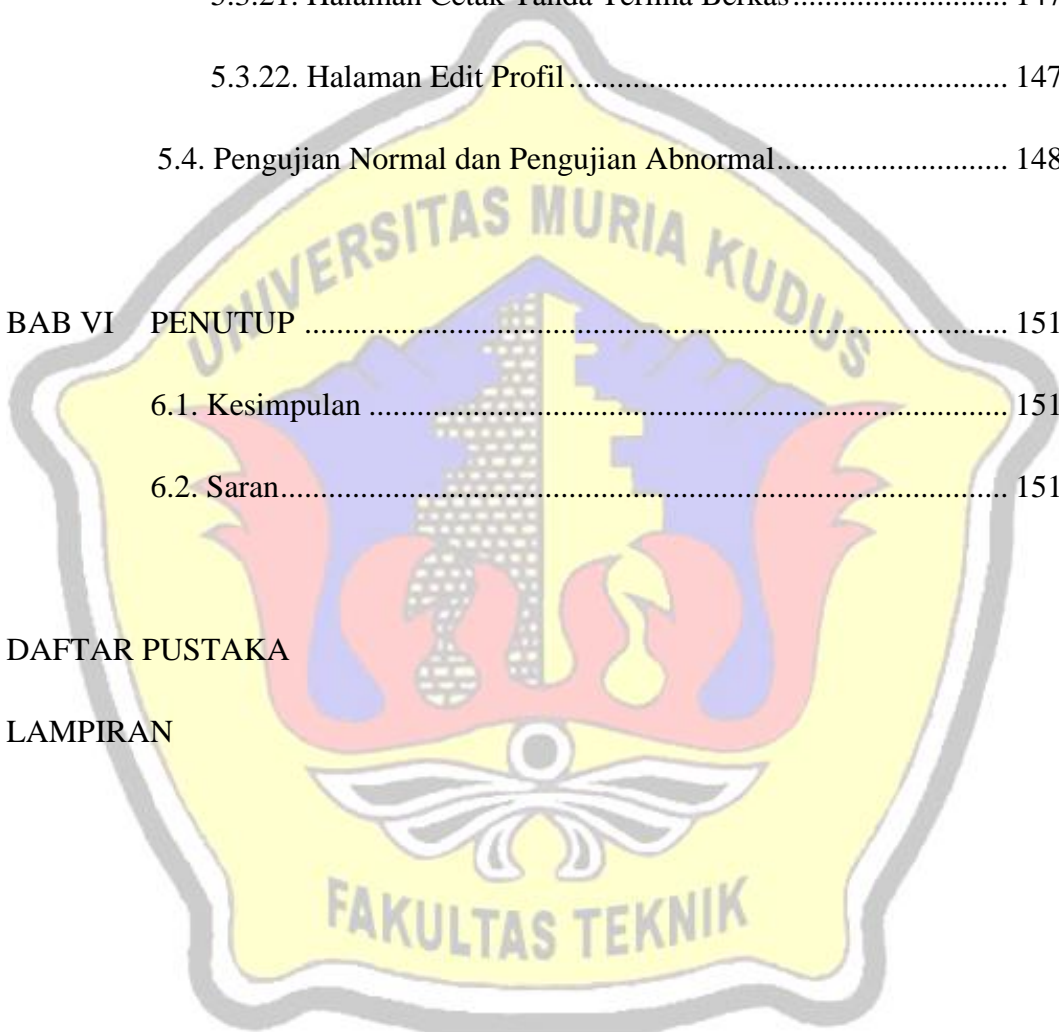 5.3.21. Halaman Cetak Tanda Terima Berkas............................ 147
5.3.22. Halaman Edit Profil........................................................ 147
5.4. Pengujian Normal dan Pengujian Abnormal............................. 148
UNIVERSITAS MURIA KUDUS
BAB VI PENUTUP .......................................................................................... 151
6.1. Kesimpulan .................................................................................. 151
6.2. Saran............................................................................................. 151
DAFTAR PUSTAKA
LAMPIRAN
FAKULTAS TEKNIK